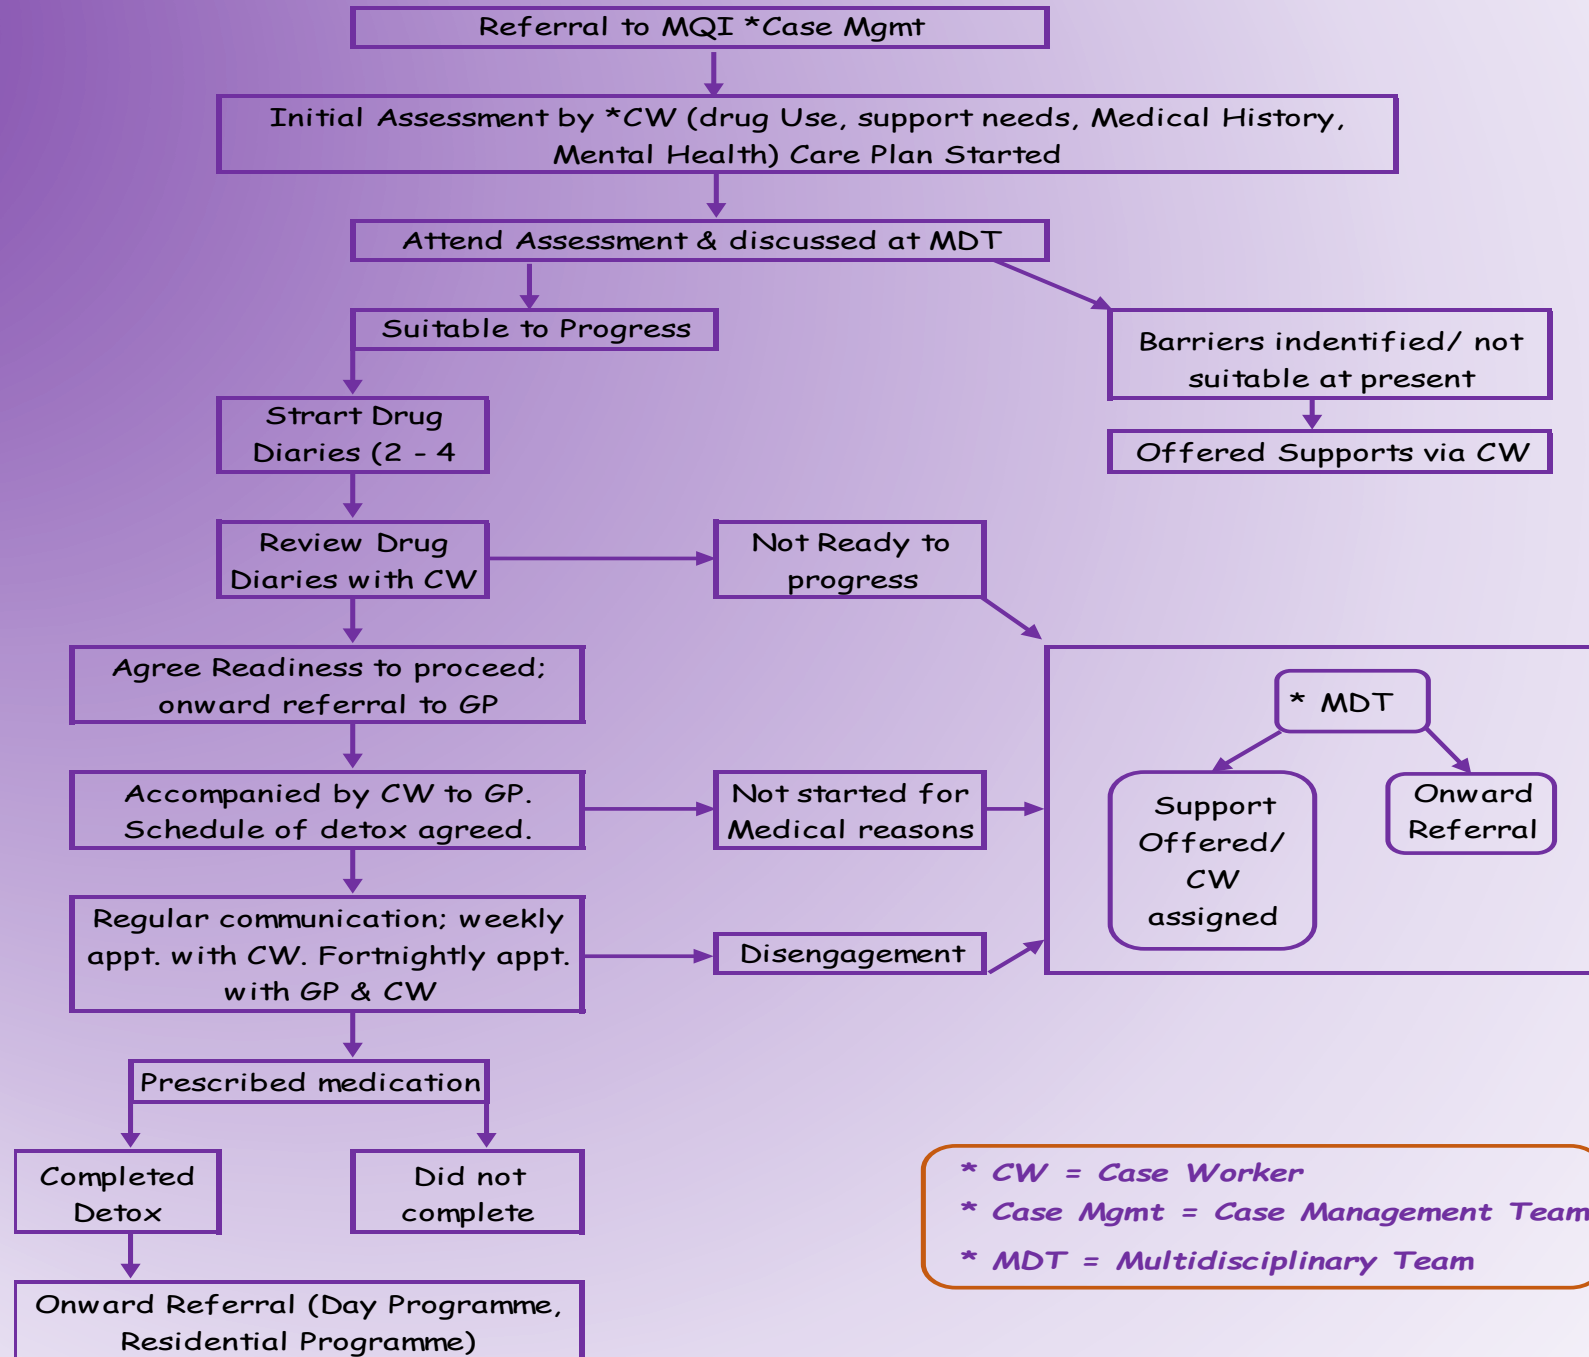 Referral to MQI *Case Mgmt
Initial Assessment by *CW (drug Use, support needs, Medical History,
Mental Health) Care Plan Started
Attend Assessment & discussed at MDT
Suitable to Progress
Barriers indentified/ not
suitable at present
Strart Drug
Diaries (2 - 4
Offered Supports via CW
Review Drug
Diaries with CW
Not Ready to
progress
Agree Readiness to proceed;
onward referral to GP
* MDT
Accompanied by CW to GP.
Schedule of detox agreed.
Not started for
Medical reasons
Support
Offered/
CW
assigned
Onward
Referral
Regular communication; weekly
appt. with CW. Fortnightly appt.
with GP & CW
Disengagement
Prescribed medication
Completed
Detox
Did not
complete
* CW = Case Worker
* Case Mgmt = Case Management Team
* MDT = Multidisciplinary Team
Onward Referral (Day Programme,
Residential Programme)